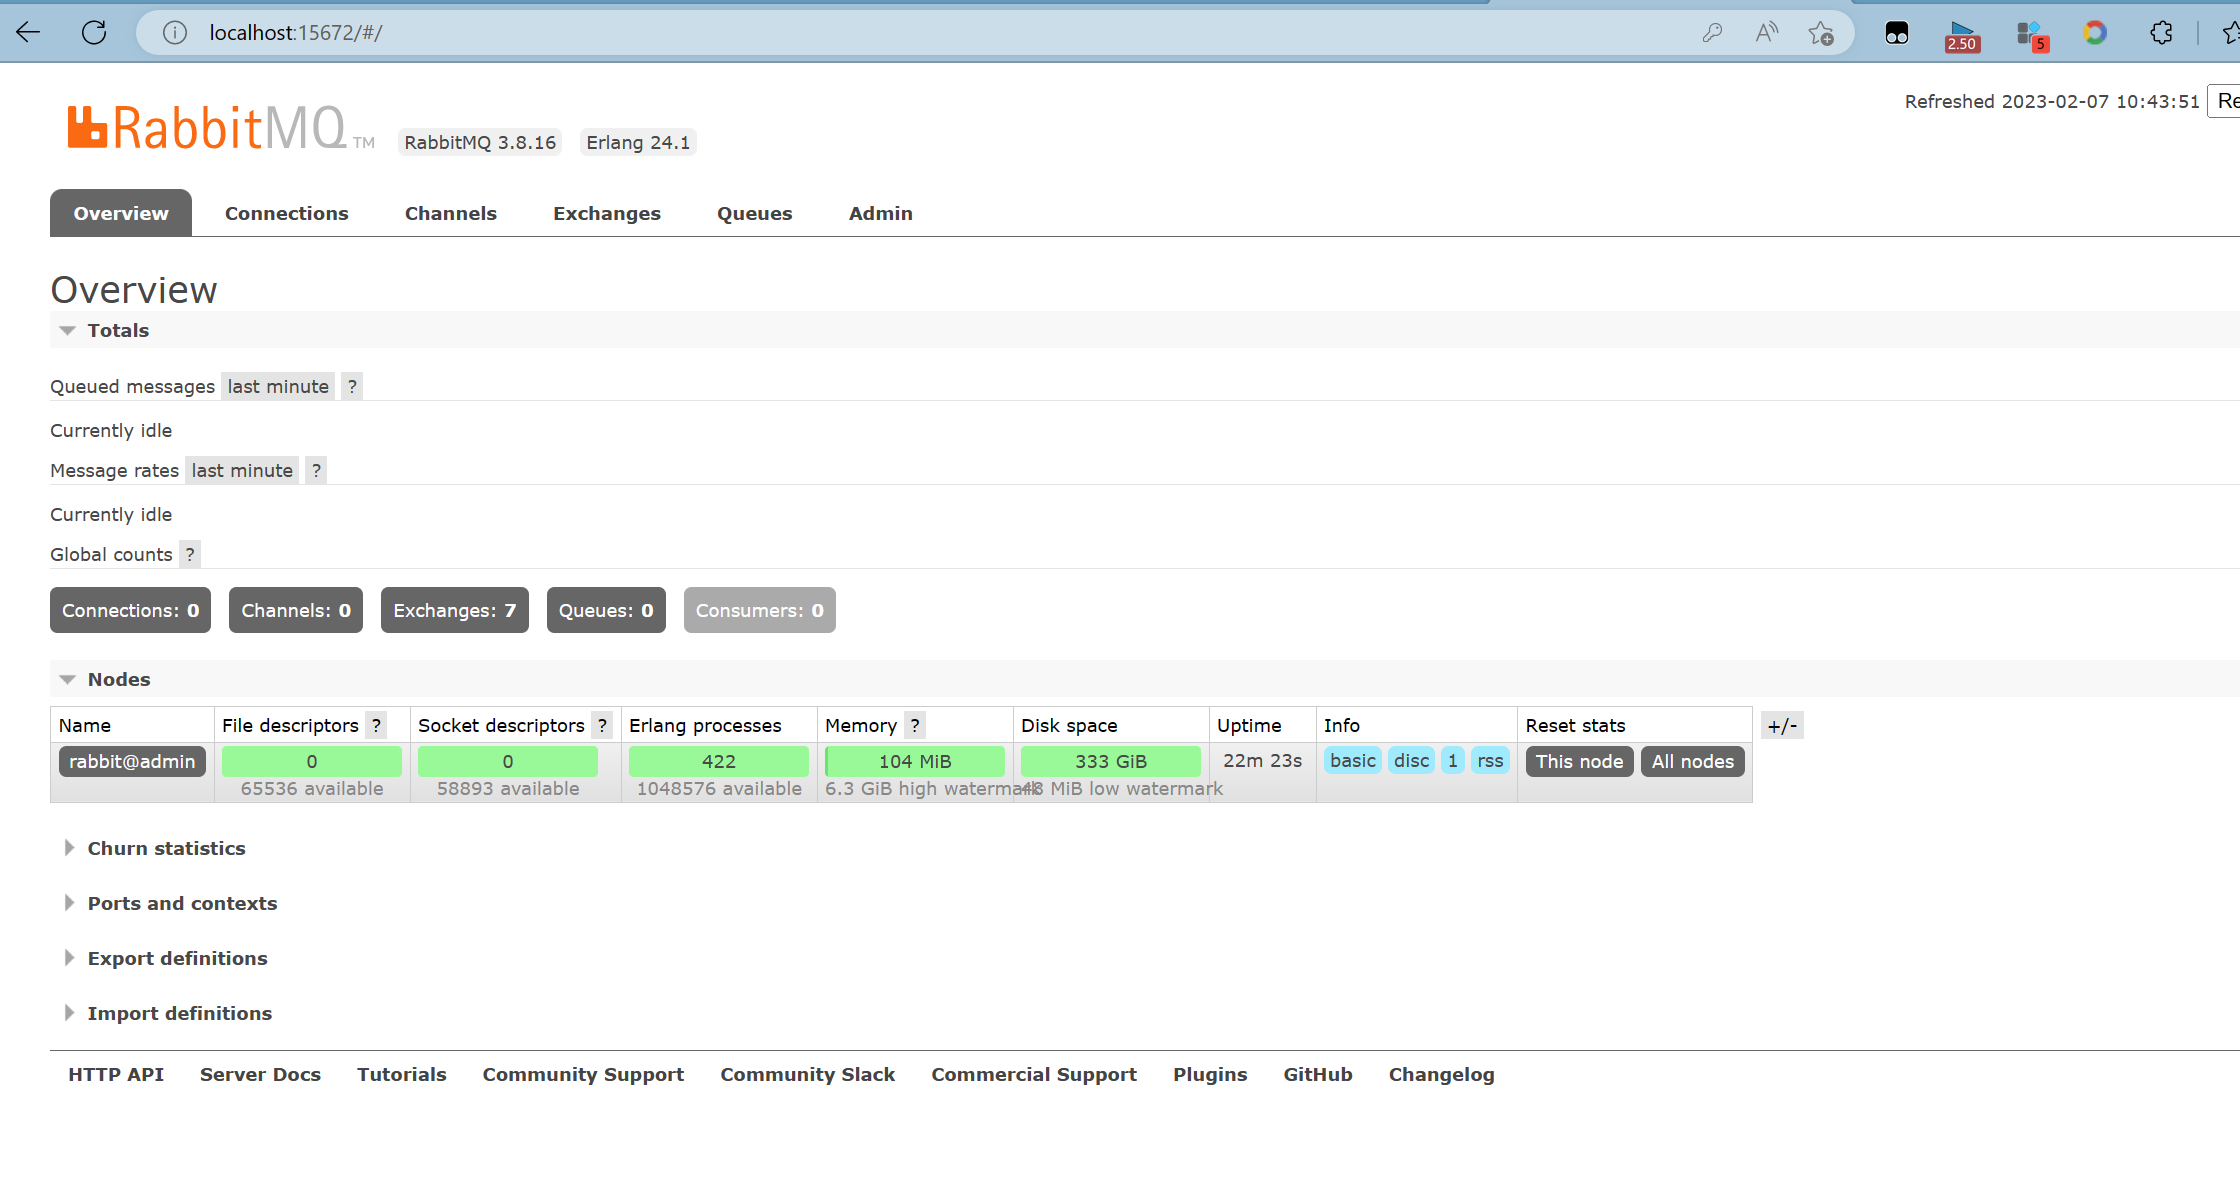 localhost:15672/#/
2.50
5
Refreshed 2023-02-07 10:43:51
RabbitMQ TM RabbitMQ 3.8.16 Erlang 24.1
Overview Connections Channels Exchanges Queues Admin
Overview
Totals
Queued messages last minute ?
Currently idle
Message rates last minute ?
Currently idle
Global counts ?
Connections: 0 Channels: 0 Exchanges: 7 Queues: 0 Consumers: 0
Nodes
Name File descriptors ? Socket descriptors ? Erlang processes Memory ? Disk space Uptime Info Reset stats +/-
rabbit@admin 0 0 422 104 MiB 333 GiB 22m 23s basic disc 1 rss This node All nodes
65536 available 58893 available 1048576 available 6.3 GiB high watermark 48 MiB low watermark
Churn statistics
Ports and contexts
Export definitions
Import definitions
HTTP API Server Docs Tutorials Community Support Community Slack Commercial Support Plugins GitHub Changelog